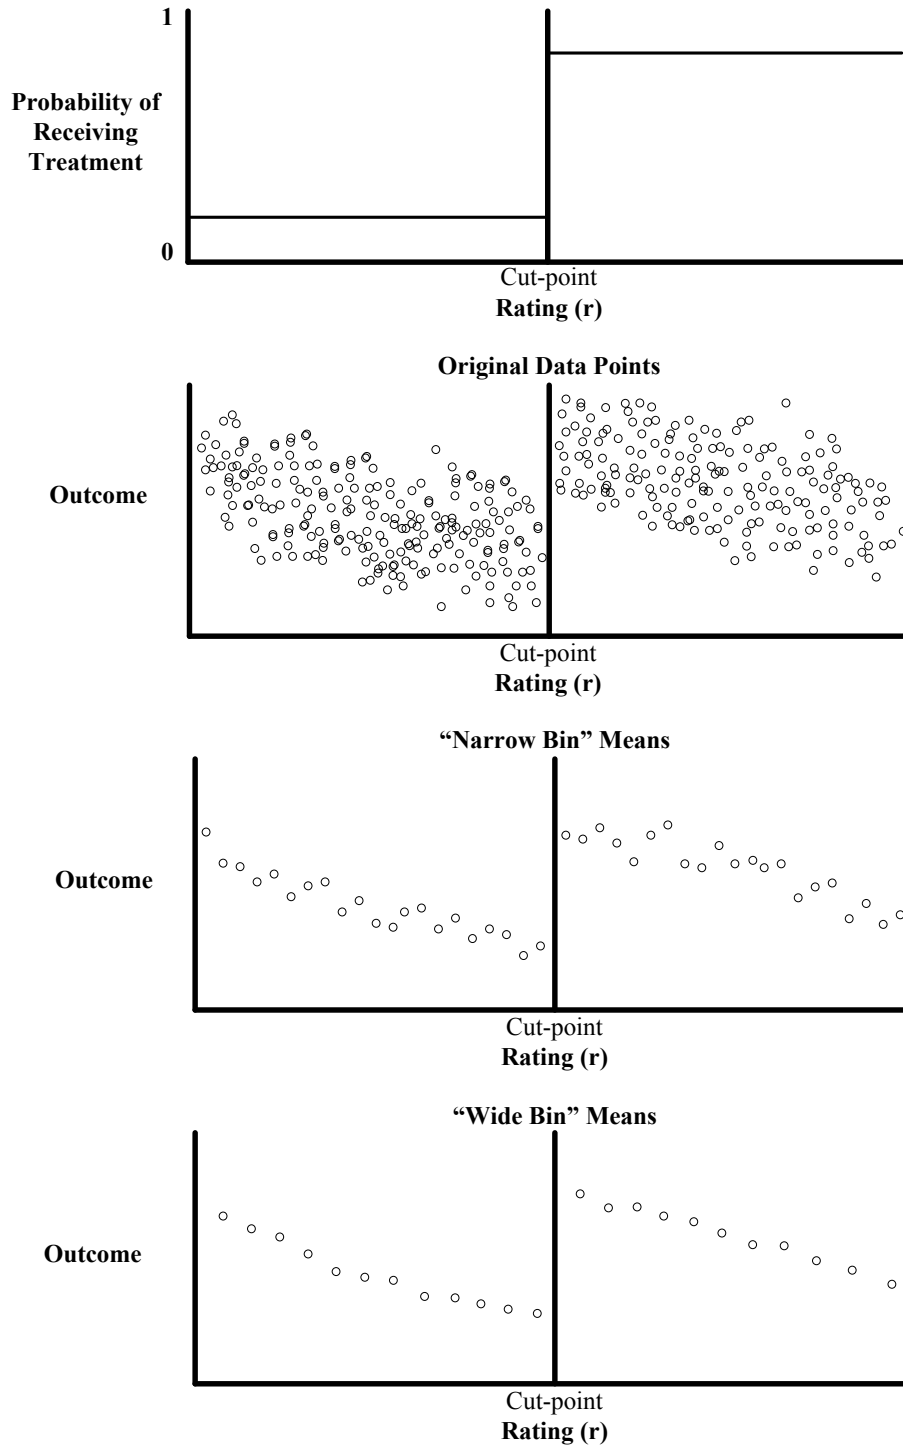 1
Probability of
Receiving
Treatment
0
Cut-point
Rating (r)
Original Data Points
Outcome
Cut-point
Rating (r)
“Narrow Bin” Means
Outcome
Cut-point
Rating (r)
“Wide Bin” Means
Outcome
Cut-point
Rating (r)